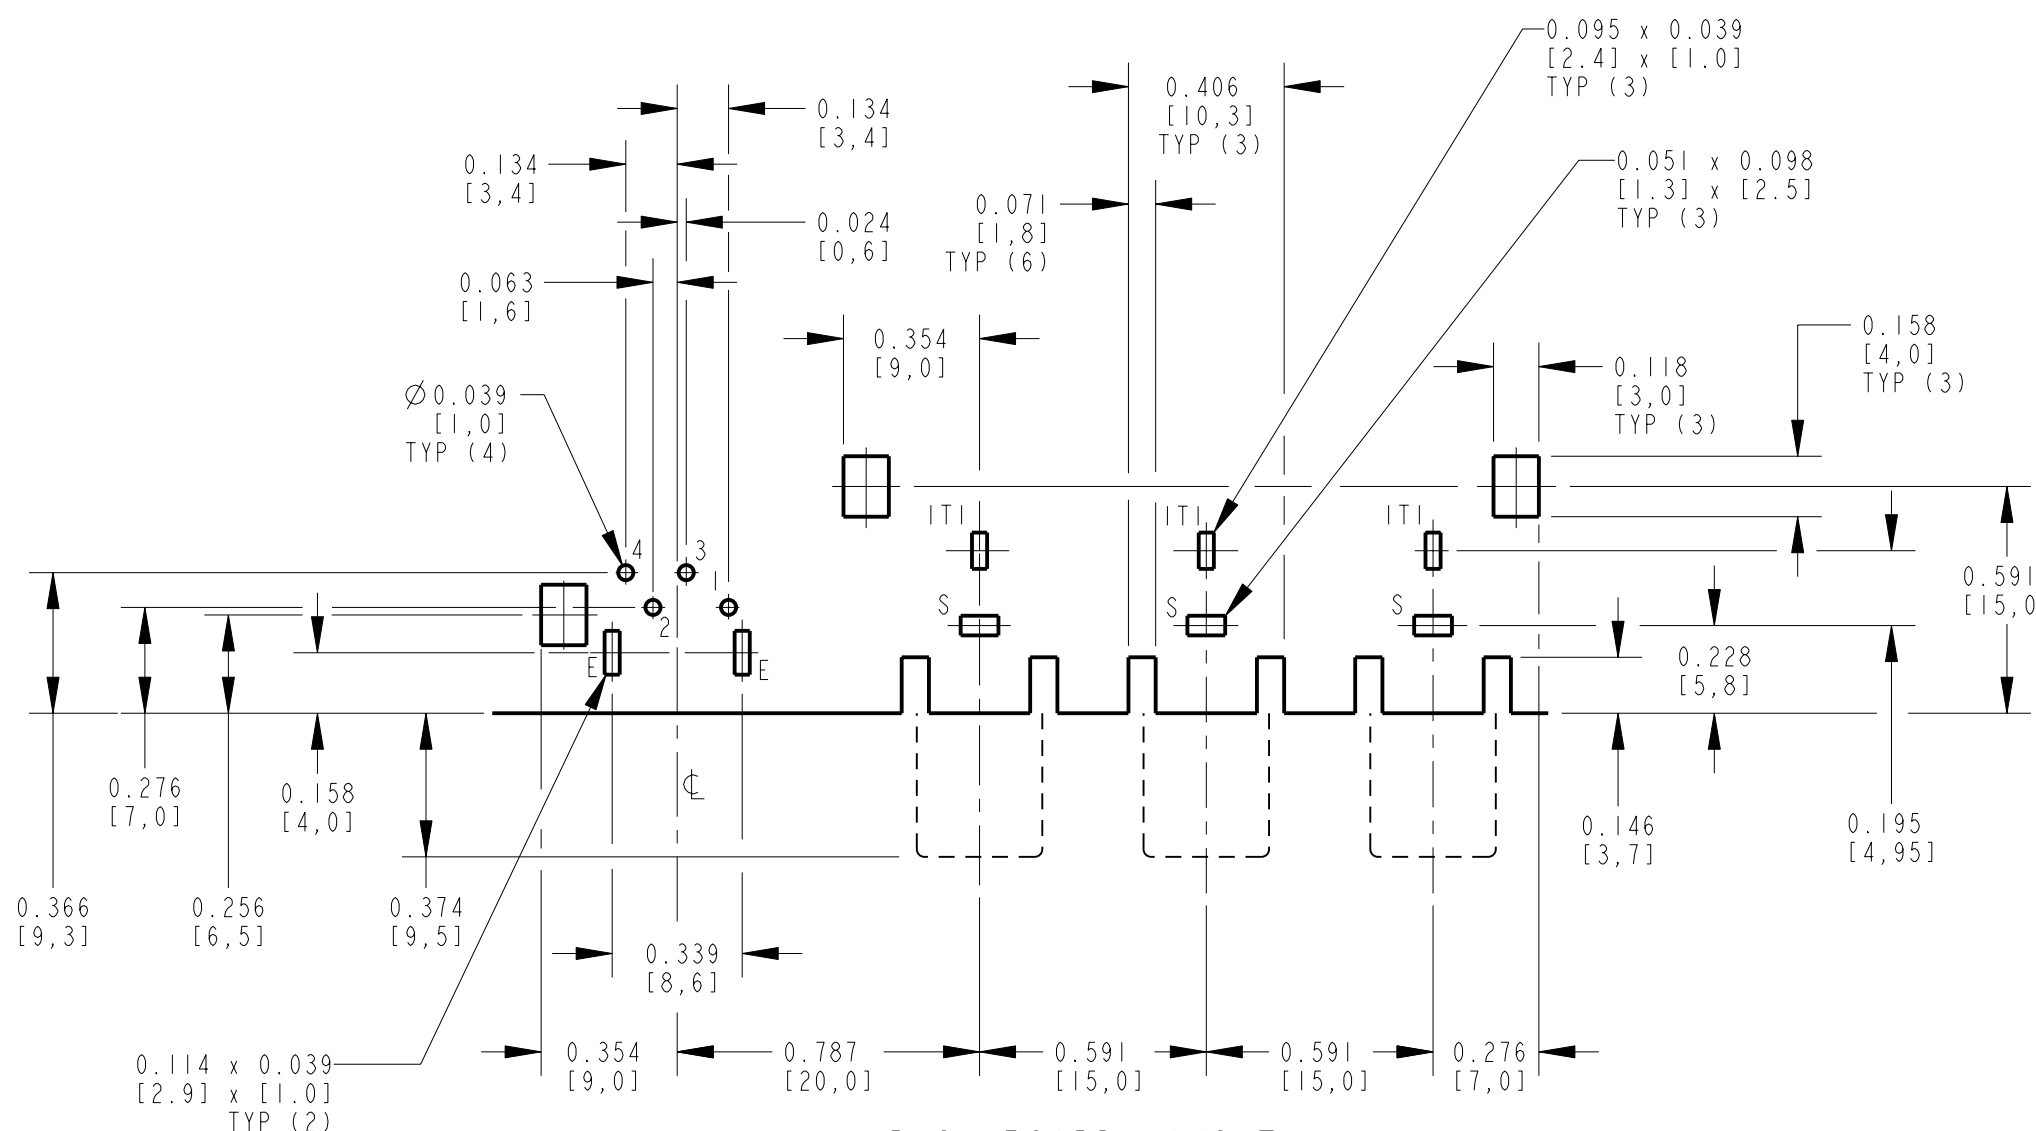 0.095 x 0.039
[2.4] x [1.0]
TYP (3)
0.406
[10,3]
TYP (3)
0.134
[3,4]
0.134
[3,4]
0.051 x 0.098
[1.3] x [2.5]
TYP (3)
0.071
[1,8]
TYP (6)
0.024
[0,6]
0.063
[1,6]
0.354
[9,0]
0.158
[4,0]
TYP (3)
0.118
[3,0]
TYP (3)
Ø0.039
[1,0]
TYP (4)
1T1
1T1
1T1
4
3
1
2
S
S
S
E
E
0.591
[15,0
0.228
[5,8]
0.276
[7,0]
0.158
[4,0]
0.146
[3,7]
0.195
[4,95]
0.366
[9,3]
0.256
[6,5]
0.374
[9,5]
0.339
[8,6]
0.354
[9,0]
0.787
[20,0]
0.591
[15,0]
0.591
[15,0]
0.276
[7,0]
0.114 x 0.039
[2.9] x [1.0]
TYP (2)